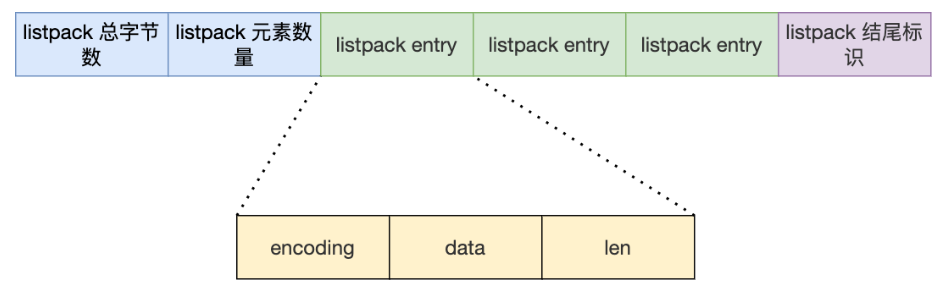 listpack 总字节
数
listpack 元素数
量
listpack entry
listpack entry
listpack entry
listpack 结尾标
识
encoding
data
len